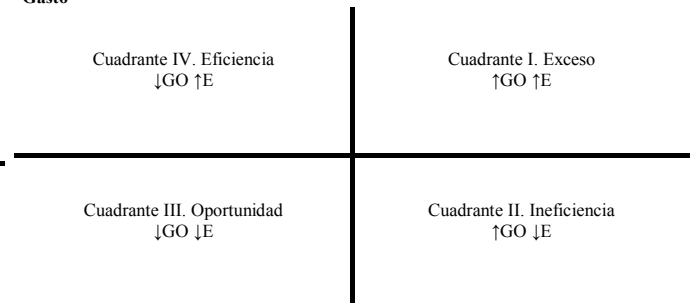 Gasto
Cuadrante IV. Eficiencia
↓GO ↑E
Cuadrante I. Exceso
↑GO ↑E
Cuadrante III. Oportunidad
↓GO ↓E
Cuadrante II. Ineficiencia
↑GO ↓E